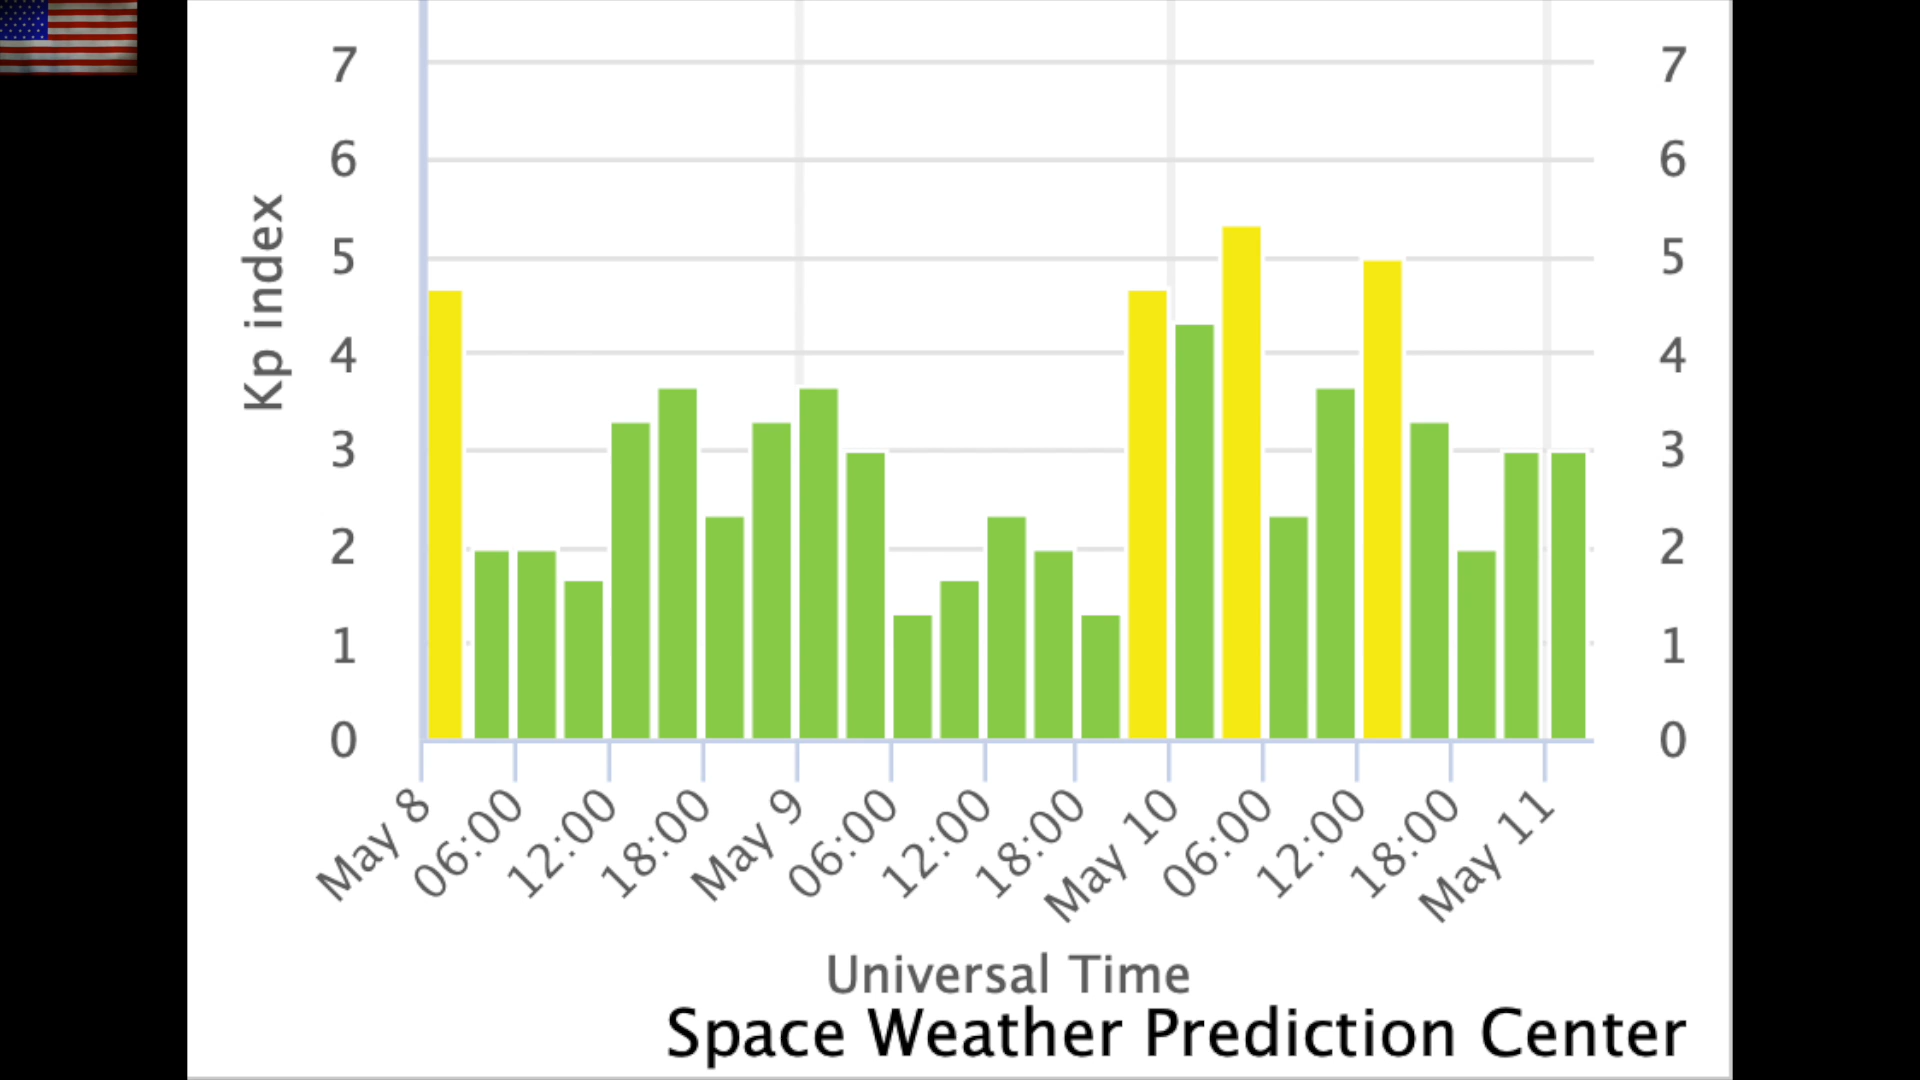 7 7
6 6
5 5
4 4
3 3
2 2
1 1
0 0
Kp index
May 8 06:00 12:00 18:00 May 9 06:00 12:00 18:00 May 10 06:00 12:00 18:00 May 11
Universal Time
Space Weather Prediction Center